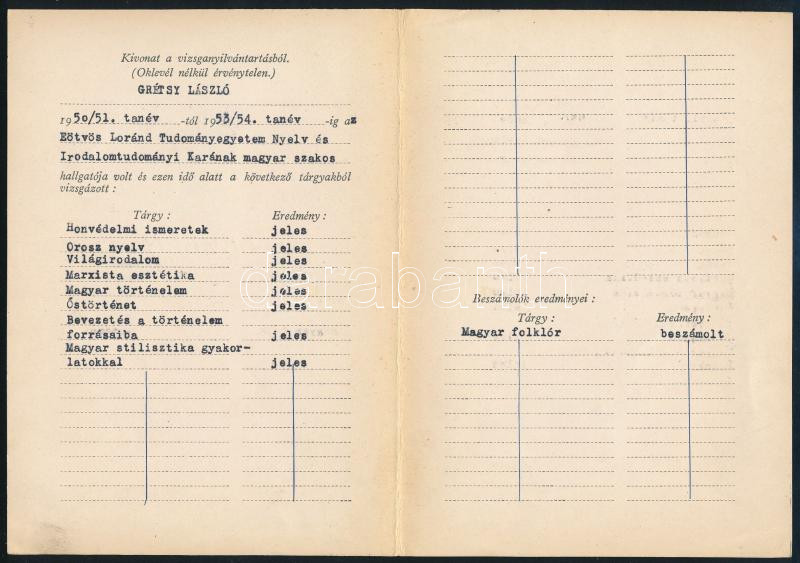 Kivonat a vizsganyilvántartásból.
(Oklevél nélkül érvénytelen.)
GRÉTSY LÁSZLÓ
1950/51. tanév -tól 1953/54. tanév -ig az
Eötvös Loránd Tudományegyetem Nyelv és
Irodalomtudományi Karának magyar szakos
hallgatója volt és ezen idő alatt a következő tárgyakból
vizsgázott :
Tárgy : Eredmény :
Honvédelmi ismeretek jeles
Orosz nyelv jeles
Világirodalom jeles
Marxista esztétika jeles
Magyar történelem jeles
Őstörténet jeles
Bevezetés a történelem
forrásaiba jeles
Magyar stilisztika gyakor-
latokkal jeles
Beszámolók eredményei :
Tárgy : Eredmény :
Magyar folklór beszámolt
darabanth